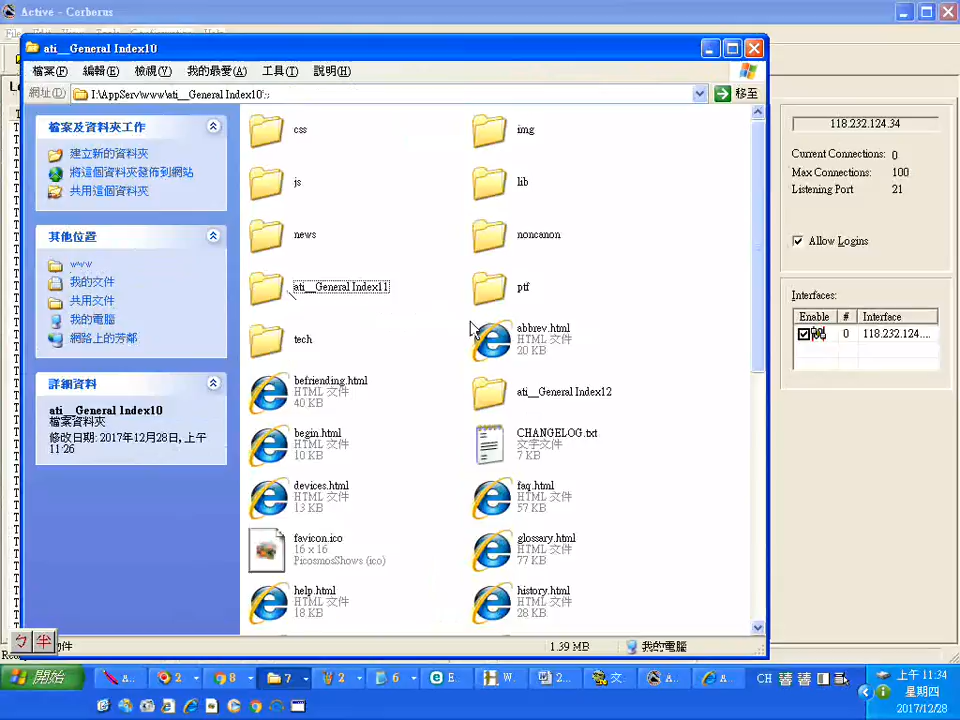 Active - Cerberus
ati__General Index10
檔案(F) 編輯(E) 檢視(V) 我的最愛(A) 工具(T) 說明(H)
網址(D) I:\AppServ\www\ati__General Index10\; 移至
檔案及資料夾工作
建立新的資料夾
將這個資料夾發佈到網站
共用這個資料夾
其他位置
www
我的文件
共用文件
我的電腦
網路上的芳鄰
詳細資料
ati__General Index10
檔案資料夾
修改日期: 2017年12月28日, 上午
11:26
css
img
js
lib
news
noncanon
ati__General Index11
ptf
tech
abbrev.html
HTML 文件
20 KB
befriending.html
HTML 文件
40 KB
ati__General Index12
begin.html
HTML 文件
10 KB
CHANGELOG.txt
文字文件
7 KB
devices.html
HTML 文件
13 KB
faq.html
HTML 文件
57 KB
favicon.ico
16 x 16
PicosmosShows (ico)
glossary.html
HTML 文件
77 KB
help.html
HTML 文件
18 KB
history.html
HTML 文件
28 KB
物件
1.39 MB
我的電腦
118.232.124.34
Current Connections: 0
Max Connections: 100
Listening Port 21
Allow Logins
Interfaces:
Enable # Interface
0 118.232.124....
ㄅ 半
開始
A..
2
8
7
2
6
E..
W..
2...
文..
A..
A..
CH
上午 11:34
星期四
2017/12/28